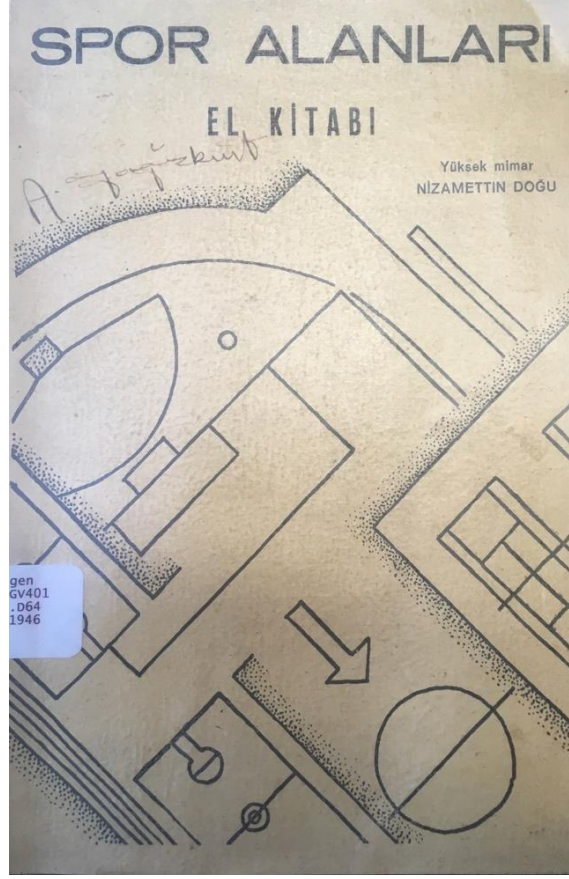 SPOR ALANLARI
EL KİTABI
A.
Yüksek mimar
NİZAMETTİN DOĞU
gen
GV401
.D64
1946